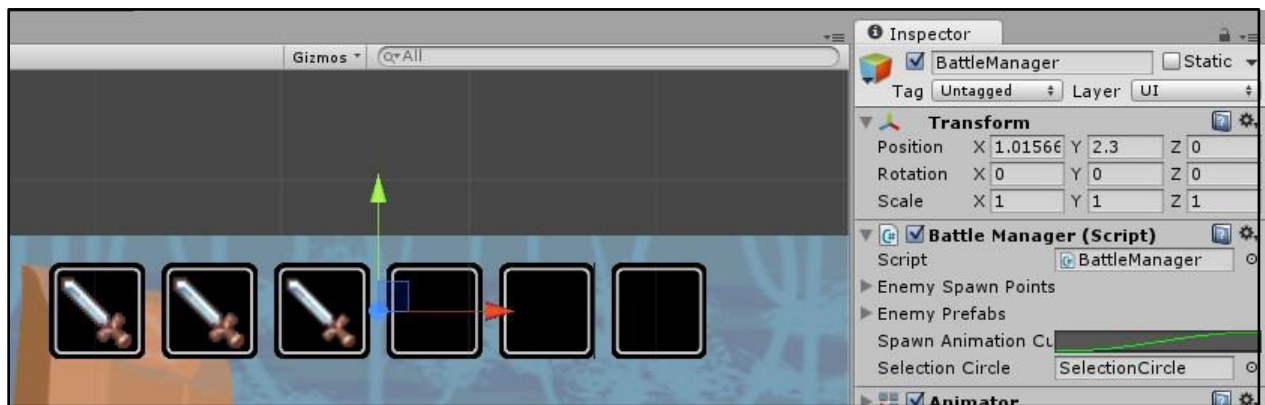 Inspector
Gizmos All
BattleManager Static
Tag Untagged Layer UI
Transform
Position X 1.01566 Y 2.3 Z 0
Rotation X 0 Y 0 Z 0
Scale X 1 Y 1 Z 1
Battle Manager (Script)
Script BattleManager
Enemy Spawn Points
Enemy Prefabs
Spawn Animation Cu
Selection Circle SelectionCircle
Animator